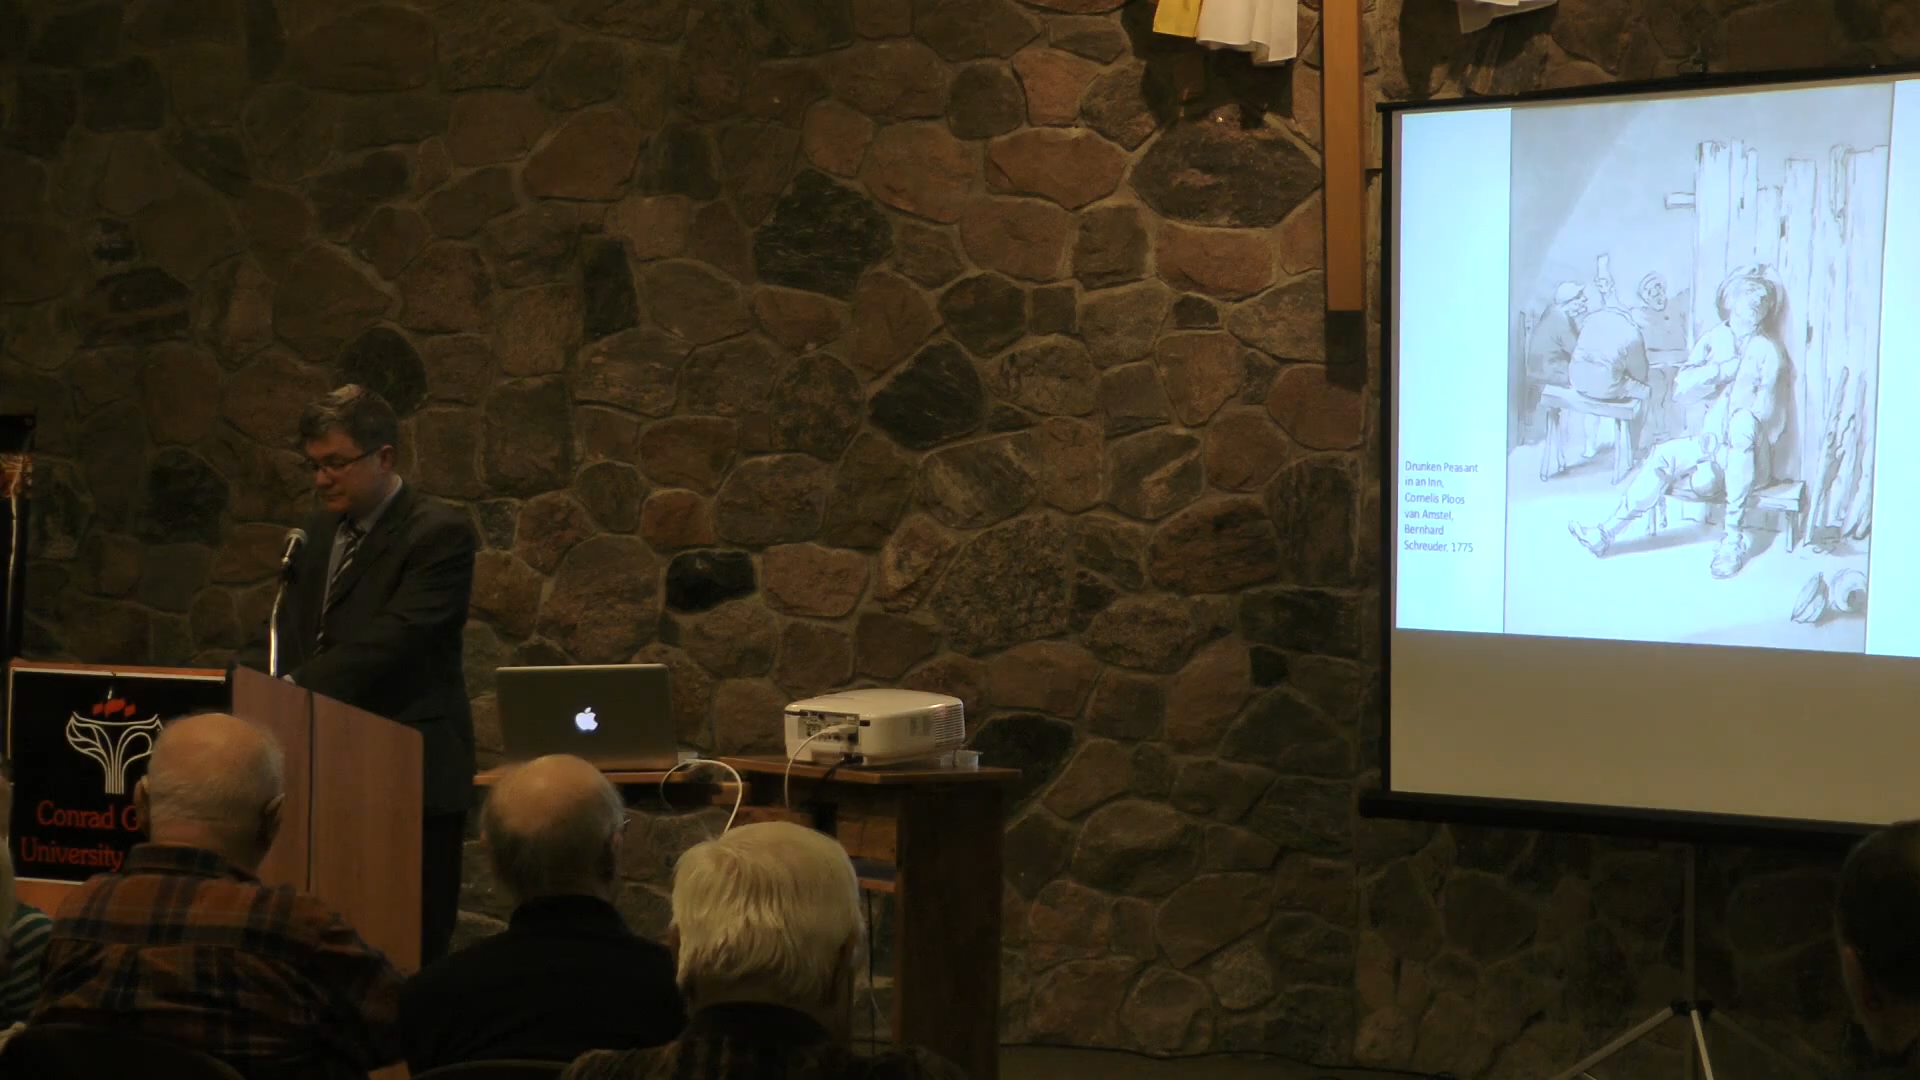 Drunken Peasant
in an Inn,
Cornelis Ploos
van Amstel,
Bernhard
Schreuder, 1775
Conrad G
University